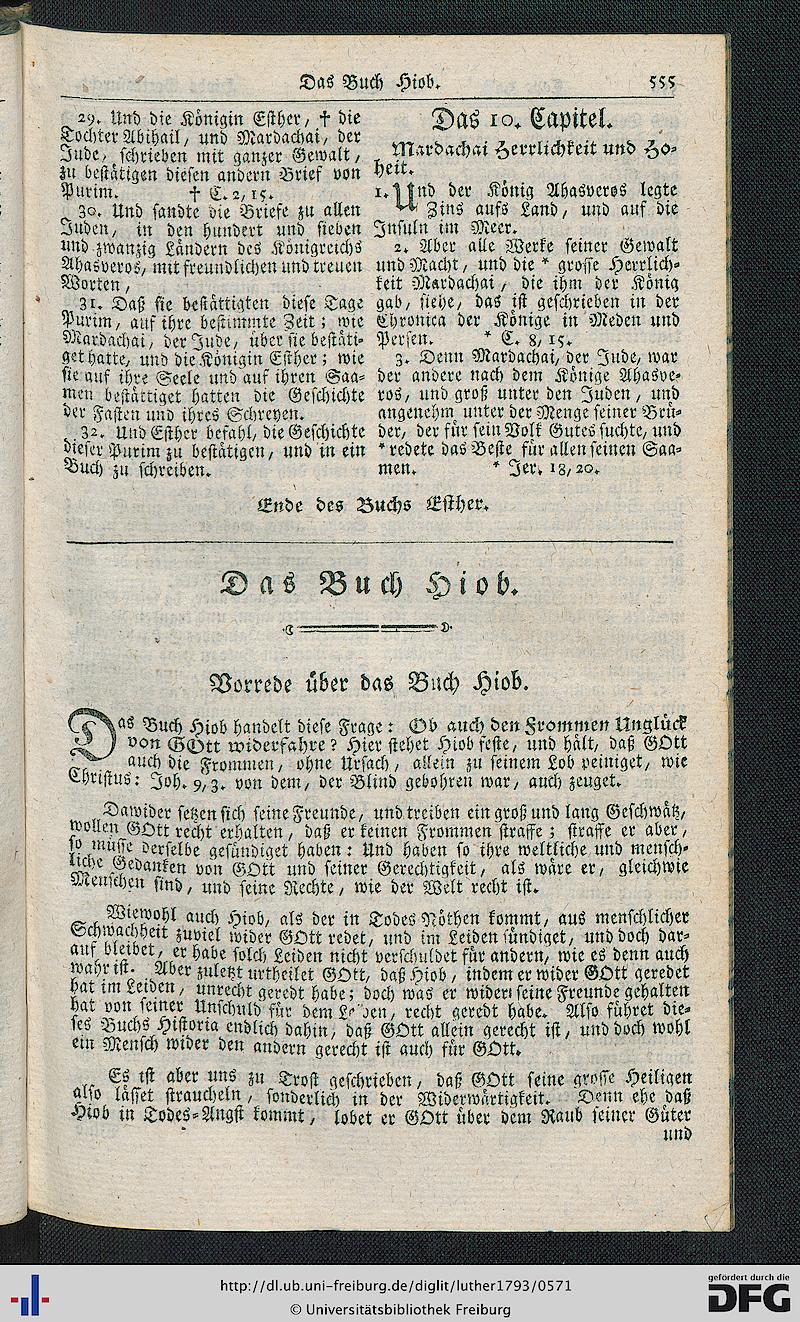 Das Buch Hiob. 555
29. Und die Königin Esther, † die
Tochter Abihail, und Mardachai, der
Jude, schrieben mit ganzer Gewalt,
zu bestätigen diesen andern Brief von
Purim. † C. 2, 15.
30. Und sandte die Briefe zu allen
Juden, in den hundert und sieben
und zwanzig Ländern des Königreichs
Ahasveros, mit freundlichen und treuen
Worten,
31. Daß sie bestättigten diese Tage
Purim, auf ihre bestimmte Zeit; wie
Mardachai, der Jude, über sie bestäti-
get hatte, und die Königin Esther; wie
sie auf ihre Seele und auf ihren Saa-
men bestättiget hatten die Geschichte
der Fasten und ihres Schreyen.
32. Und Esther befahl, die Geschichte
dieser Purim zu bestätigen, und in ein
Buch zu schreiben.
Das 10. Capitel.
Mardachai Herrlichkeit und Ho-
heit.
1. Und der König Ahasveros legte
Zins aufs Land, und auf die
Insuln im Meer.
2. Aber alle Werke seiner Gewalt
und Macht, und die * grosse Herrlich-
keit Mardachai, die ihm der König
gab, siehe, das ist geschrieben in der
Chronica der Könige in Meden und
Persen. * C. 8, 15.
3. Denn Mardachai, der Jude, war
der andere nach dem Könige Ahasve-
ros, und groß unter den Juden, und
angenehm unter der Menge seiner Brü-
der, der für sein Volk Gutes suchte, und
* redete das Beste für allen seinen Saa-
men. * Jer. 18, 20.
Ende des Buchs Esther.
Das Buch Hiob.
Vorrede über das Buch Hiob.
Das Buch Hiob handelt diese Frage: Ob auch den Frommen Unglück
von GOtt widerfahre? Hier stehet Hiob feste, und hält, daß GOtt
auch die Frommen, ohne Ursach, allein zu seinem Lob peiniget, wie
Christus: Joh. 9, 3. von dem, der Blind gebohren war, auch zeuget.
Dawider setzen sich seine Freunde, und treiben ein groß und lang Geschwätz,
wollen GOtt recht erhalten, daß er keinen Frommen straffe; straffe er aber,
so müsse derselbe gesündiget haben: Und haben so ihre weltliche und mensch-
liche Gedanken von GOtt und seiner Gerechtigkeit, als wäre er, gleichwie
Menschen sind, und seine Rechte, wie der Welt recht ist.
Wiewohl auch Hiob, als der in Todes Nöthen kommt, aus menschlicher
Schwachheit zuviel wider GOtt redet, und im Leiden sündiget, und doch dar-
auf bleibet, er habe solch Leiden nicht verschuldet für andern, wie es denn auch
wahr ist. Aber zuletzt urtheilet GOtt, daß Hiob, indem er wider GOtt geredet
hat im Leiden, unrecht geredt habe; doch was er wider seine Freunde gehalten
hat von seiner Unschuld für dem Leiden, recht geredt habe. Also führet die-
ses Buchs Historia endlich dahin, daß GOtt allein gerecht ist, und doch wohl
ein Mensch wider den andern gerecht ist auch für GOtt.
Es ist aber uns zu Trost geschrieben, daß GOtt seine grosse Heiligen
also lässet straucheln, sonderlich in der Widerwärtigkeit. Denn ehe daß
Hiob in Todes-Angst kommt, lobet er GOtt über dem Raub seiner Güter
und
http://dl.ub.uni-freiburg.de/diglit/luther1793/0571
© Universitätsbibliothek Freiburg
gefördert durch die
DFG